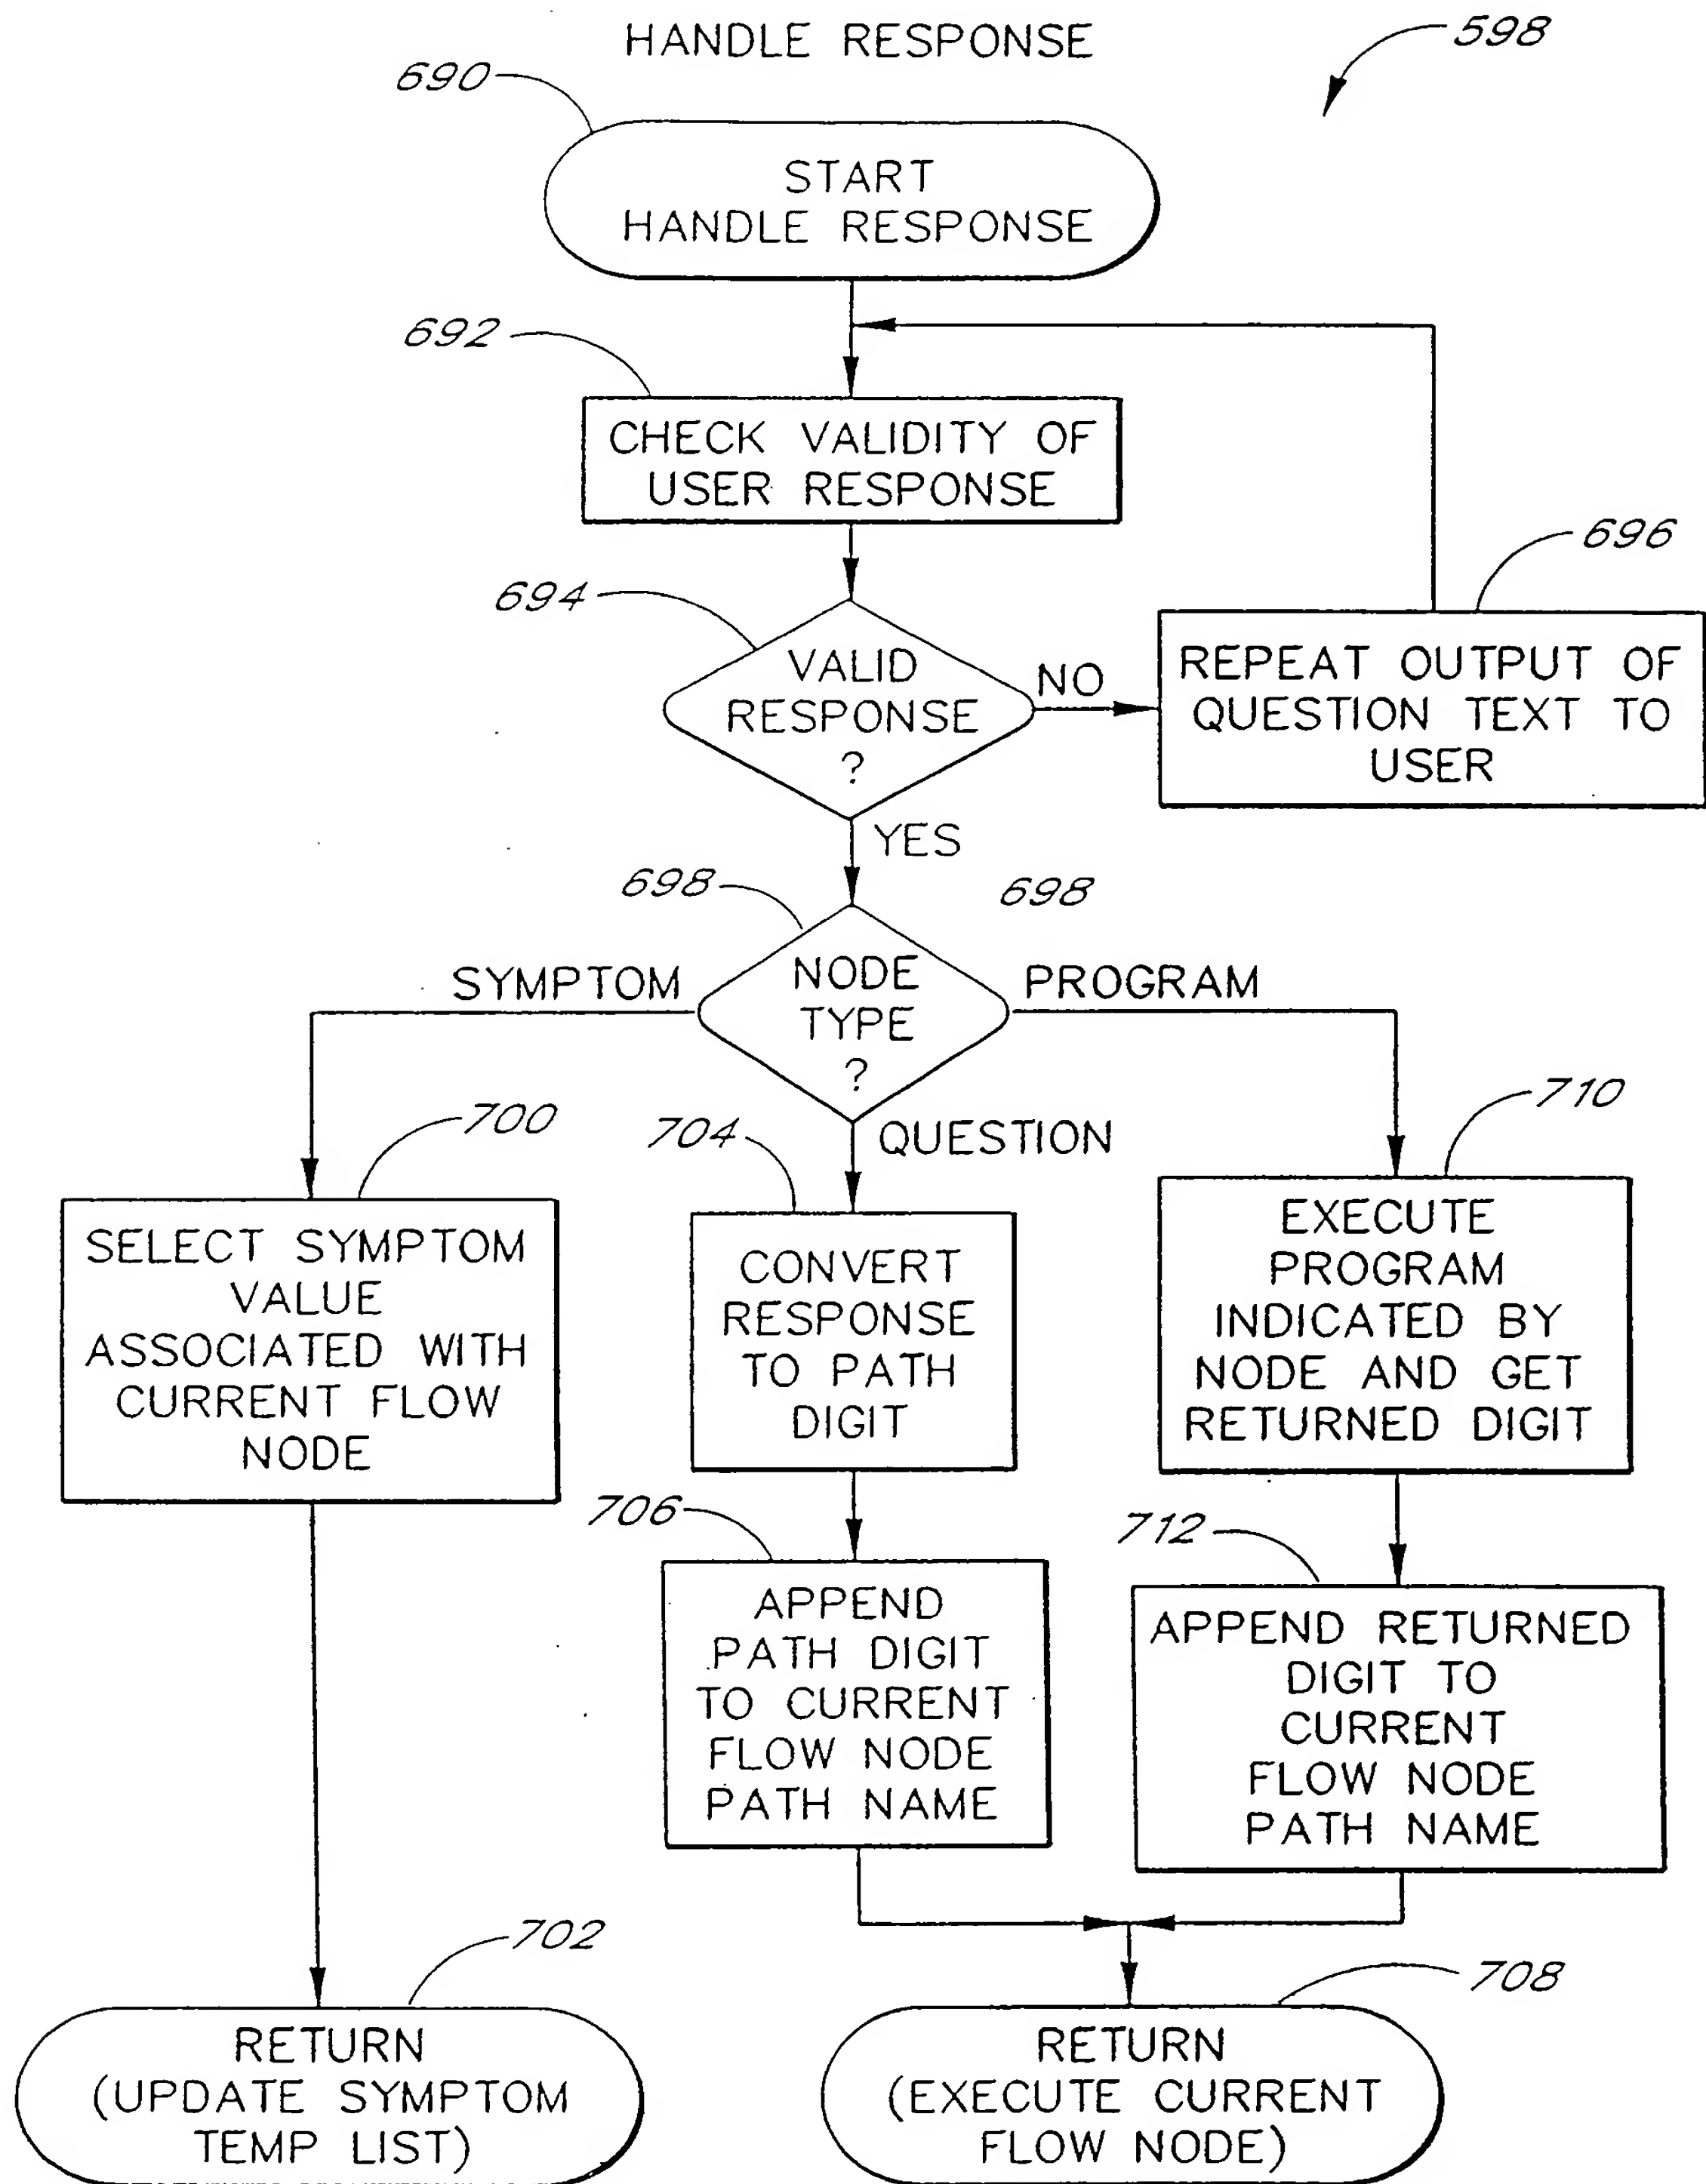 HANDLE RESPONSE
598
690
START
HANDLE RESPONSE
692
CHECK VALIDITY OF
USER RESPONSE
696
694
VALID
RESPONSE
?
NO
REPEAT OUTPUT OF
QUESTION TEXT TO
USER
YES
698
698
NODE
TYPE
?
SYMPTOM
PROGRAM
QUESTION
700
SELECT SYMPTOM
VALUE
ASSOCIATED WITH
CURRENT FLOW
NODE
704
CONVERT
RESPONSE
TO PATH
DIGIT
710
EXECUTE
PROGRAM
INDICATED BY
NODE AND GET
RETURNED DIGIT
706
APPEND
PATH DIGIT
TO CURRENT
FLOW NODE
PATH NAME
712
APPEND RETURNED
DIGIT TO
CURRENT
FLOW NODE
PATH NAME
702
RETURN
(UPDATE SYMPTOM
TEMP LIST)
708
RETURN
(EXECUTE CURRENT
FLOW NODE)